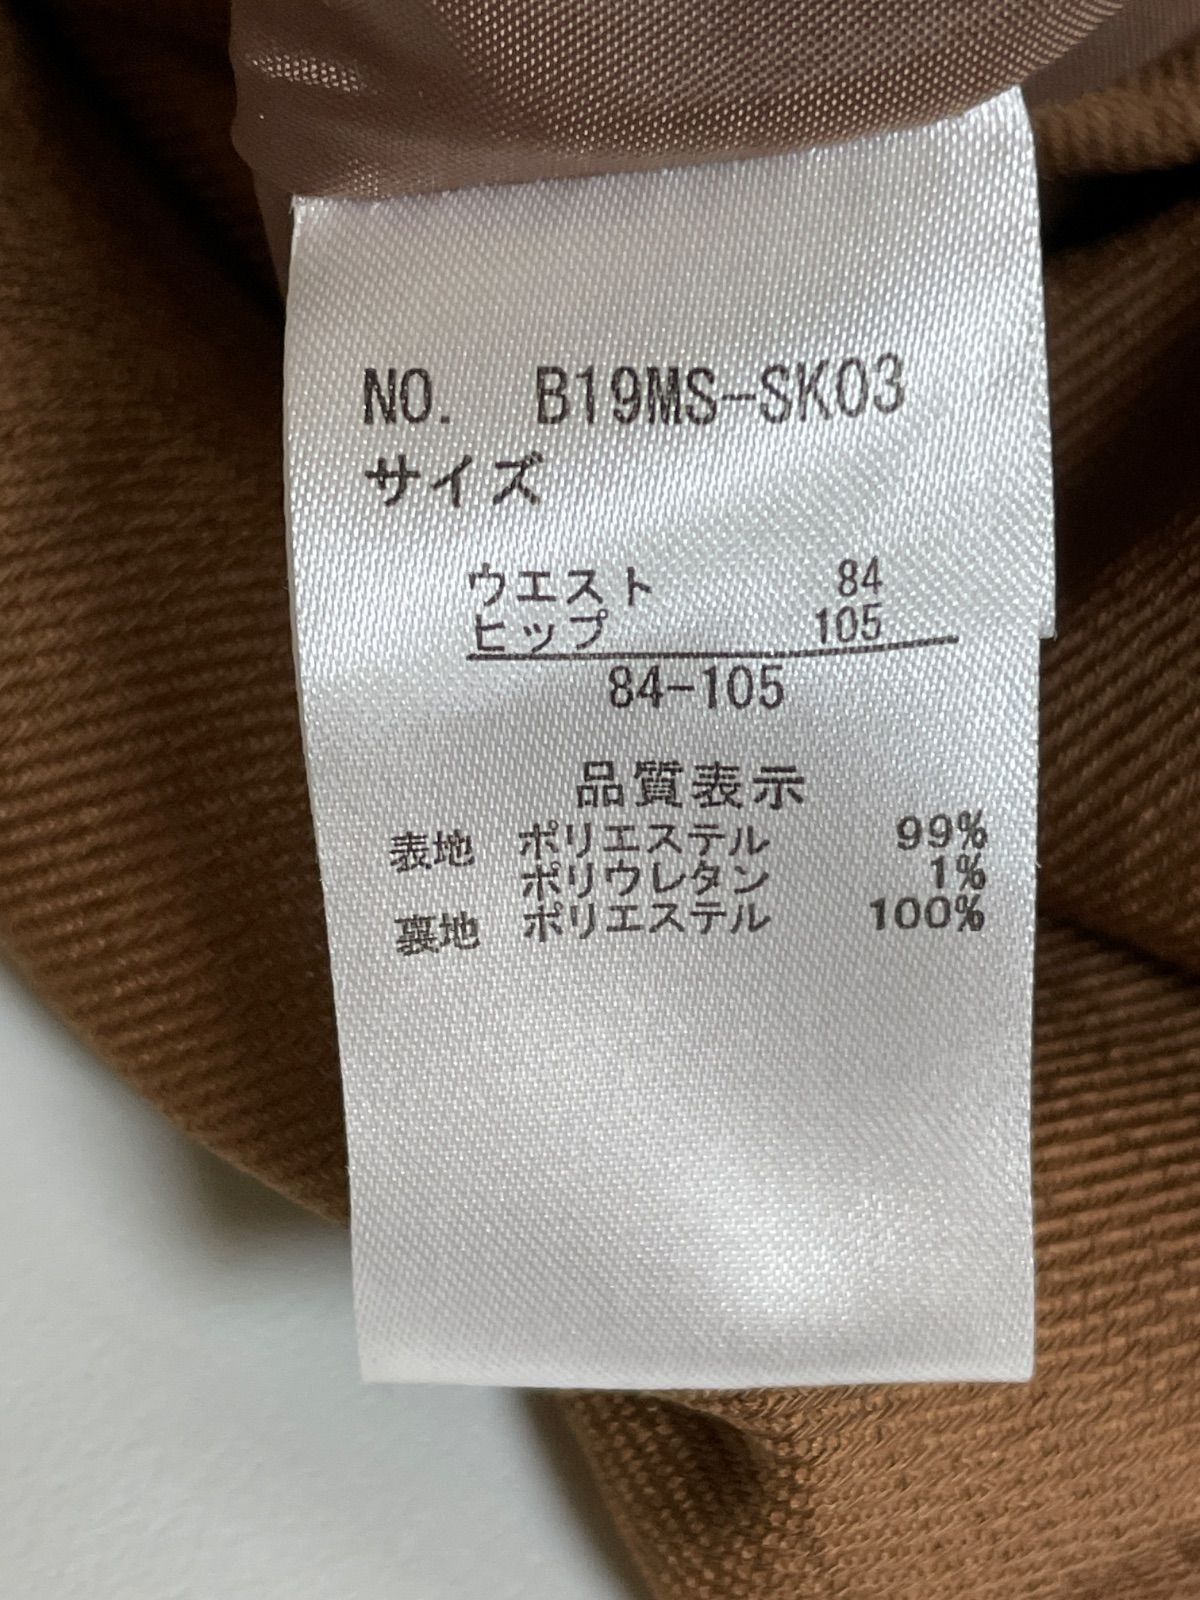 NO. B19MS-SK03
サイズ
ウエスト 84
ヒップ 105
84-105
品質表示
表地 ポリエステル 99%
ポリウレタン 1%
裏地 ポリエステル 100%